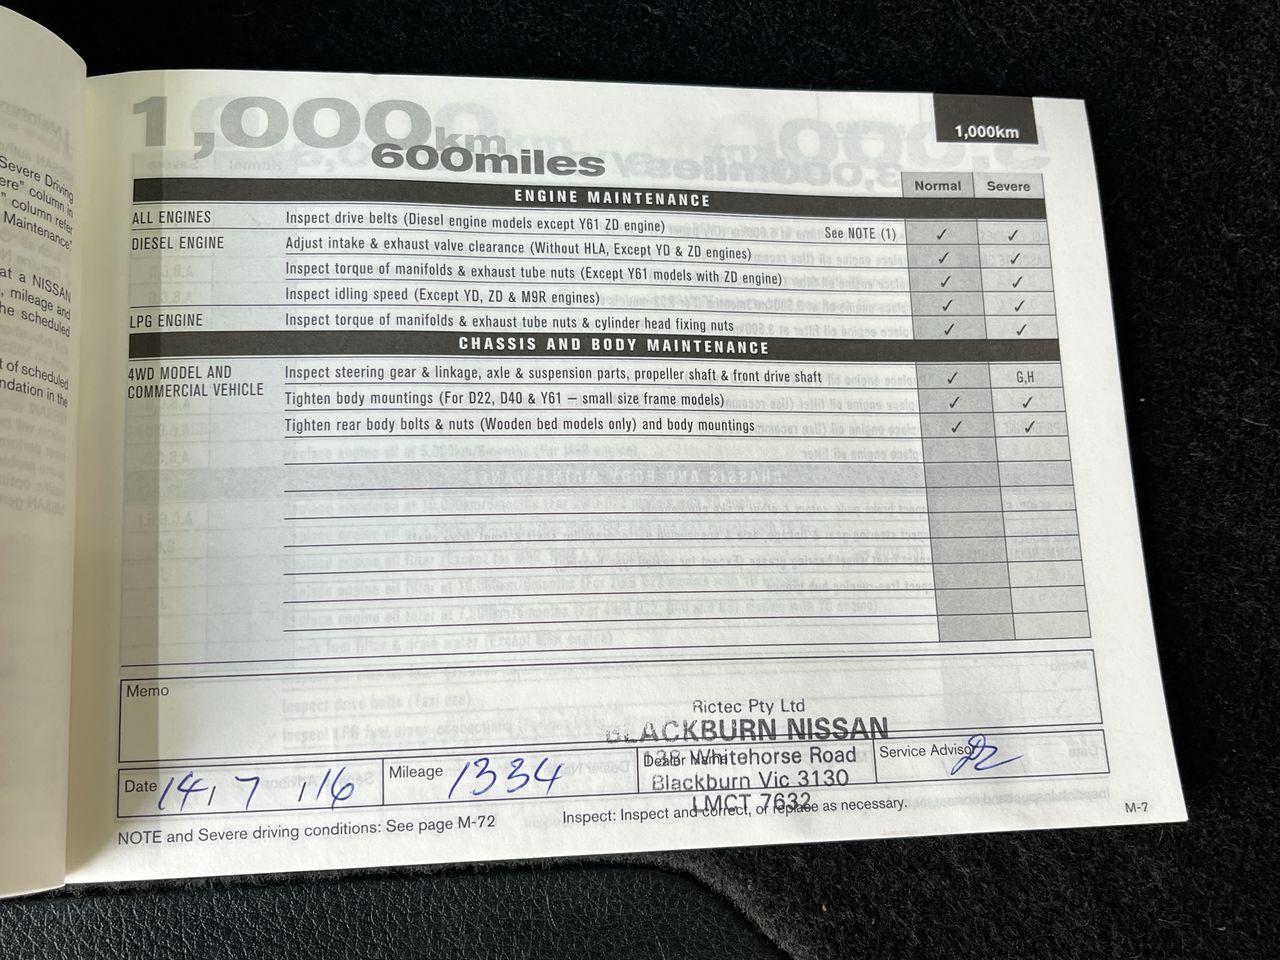 1,000km
600miles
1,000km
Normal Severe
ENGINE MAINTENANCE
ALL ENGINES Inspect drive belts (Diesel engine models except Y61 ZD engine) See NOTE (1) ✓ ✓
DIESEL ENGINE Adjust intake & exhaust valve clearance (Without HLA, Except YD & ZD engines) ✓ ✓
Inspect torque of manifolds & exhaust tube nuts (Except Y61 models with ZD engine) ✓ ✓
Inspect idling speed (Except YD, ZD & M9R engines) ✓ ✓
LPG ENGINE Inspect torque of manifolds & exhaust tube nuts & cylinder head fixing nuts ✓ ✓
CHASSIS AND BODY MAINTENANCE
4WD MODEL AND
COMMERCIAL VEHICLE
Inspect steering gear & linkage, axle & suspension parts, propeller shaft & front drive shaft ✓ G,H
Tighten body mountings (For D22, D40 & Y61 – small size frame models) ✓ ✓
Tighten rear body bolts & nuts (Wooden bed models only) and body mountings ✓ ✓
Memo
Rictec Pty Ltd
BLACKBURN NISSAN
138 Whitehorse Road
Blackburn Vic 3130
LMCT 7632
Date 14, 7, 16
Mileage 1334
Dealer Name
Service Advisor
NOTE and Severe driving conditions: See page M-72
Inspect: Inspect and correct, or replace as necessary.
M-7
Severe Driving
ere" column in
" column refer
Maintenance"
at a NISSAN
, mileage and
he scheduled
t of scheduled
ndation in the